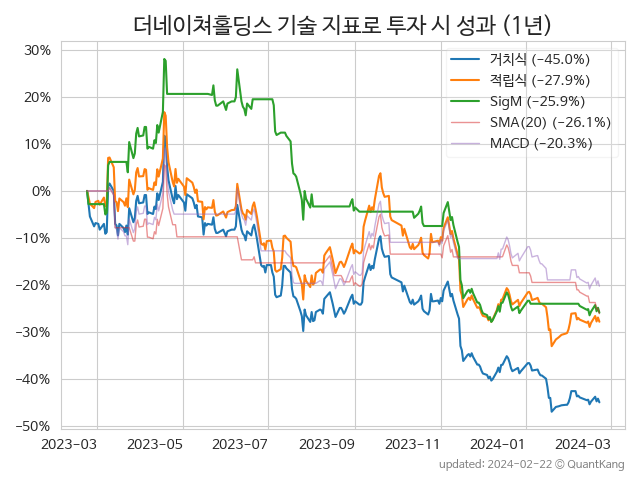 더네이쳐홀딩스 기술 지표로 투자 시 성과 (1년)
30%
20%
10%
0%
−10%
−20%
−30%
−40%
−50%
거치식 (−45.0%)
적립식 (−27.9%)
SigM (−25.9%)
SMA(20) (−26.1%)
MACD (−20.3%)
2023-03 2023-05 2023-07 2023-09 2023-11 2024-01 2024-03
updated: 2024-02-22 ⓒ QuantKang